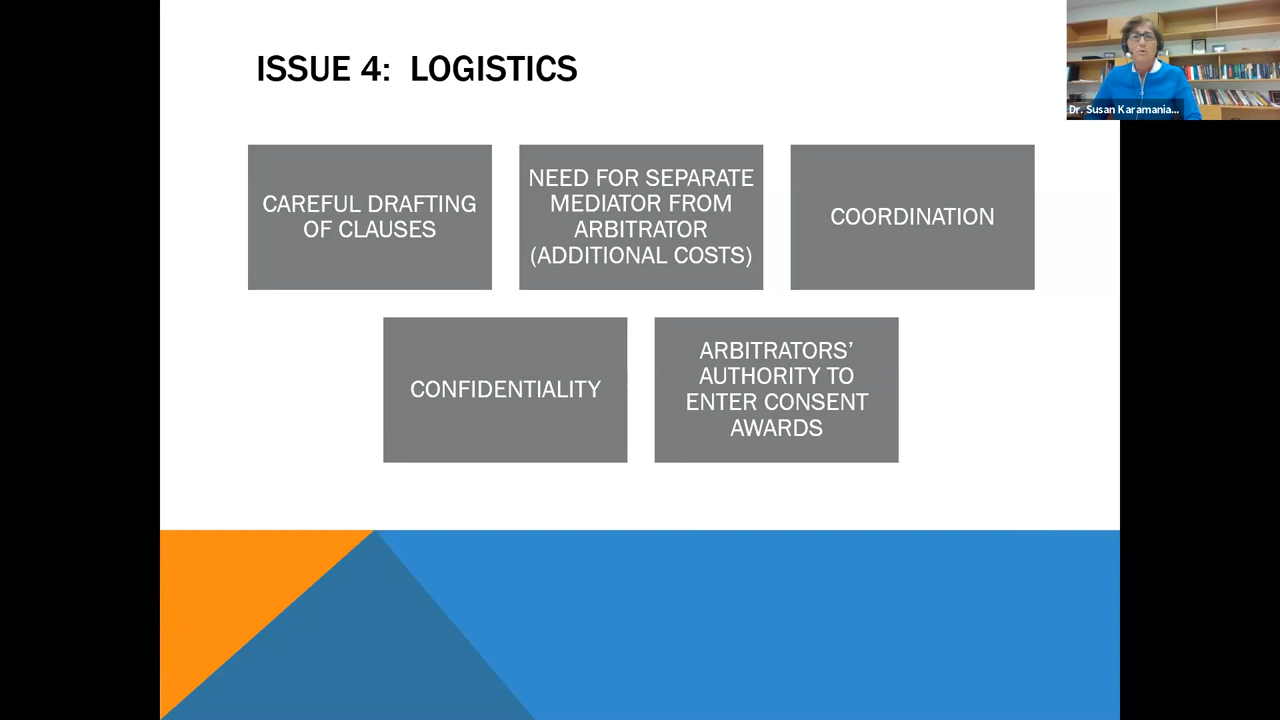 ISSUE 4: LOGISTICS
Dr. Susan Karamania...
CAREFUL DRAFTING
OF CLAUSES
NEED FOR SEPARATE
MEDIATOR FROM
ARBITRATOR
(ADDITIONAL COSTS)
COORDINATION
CONFIDENTIALITY
ARBITRATORS’
AUTHORITY TO
ENTER CONSENT
AWARDS